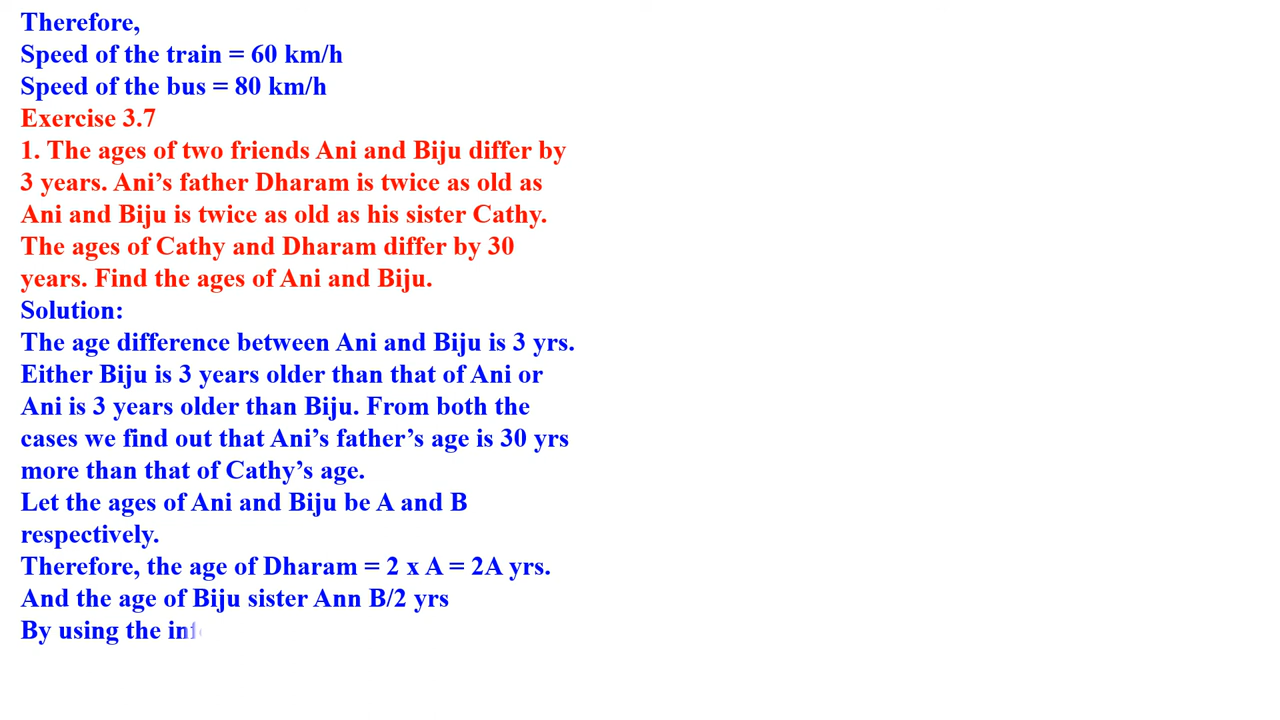 Therefore,
Speed of the train = 60 km/h
Speed of the bus = 80 km/h
Exercise 3.7
1. The ages of two friends Ani and Biju differ by
3 years. Ani’s father Dharam is twice as old as
Ani and Biju is twice as old as his sister Cathy.
The ages of Cathy and Dharam differ by 30
years. Find the ages of Ani and Biju.
Solution:
The age difference between Ani and Biju is 3 yrs.
Either Biju is 3 years older than that of Ani or
Ani is 3 years older than Biju. From both the
cases we find out that Ani’s father’s age is 30 yrs
more than that of Cathy’s age.
Let the ages of Ani and Biju be A and B
respectively.
Therefore, the age of Dharam = 2 x A = 2A yrs.
And the age of Biju sister Ann B/2 yrs
By using the